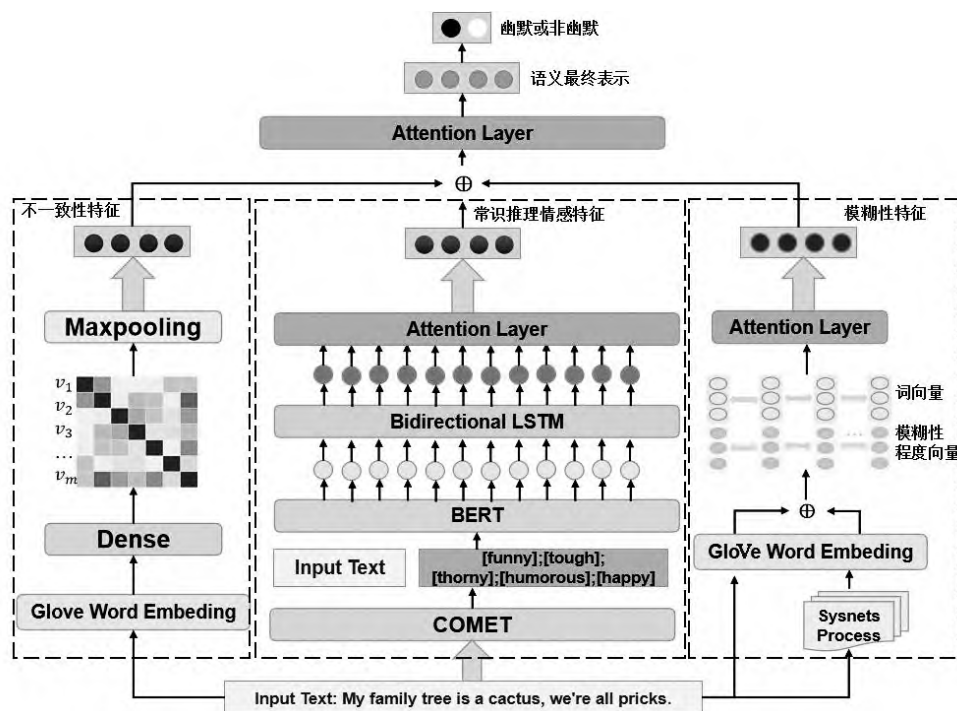 幽默或非幽默
语义最终表示
Attention Layer
⊕
不一致性特征
Maxpooling
v1
v2
v3
...
vm
Dense
Glove Word Embeding
常识推理情感特征
Attention Layer
Bidirectional LSTM
BERT
Input Text
[funny];[tough];
[thorny];[humorous];[happy]
COMET
模糊性特征
Attention Layer
词向量
...
模糊性
程度向量
⊕
GloVe Word Embeding
Sysnets
Process
Input Text: My family tree is a cactus, we're all pricks.